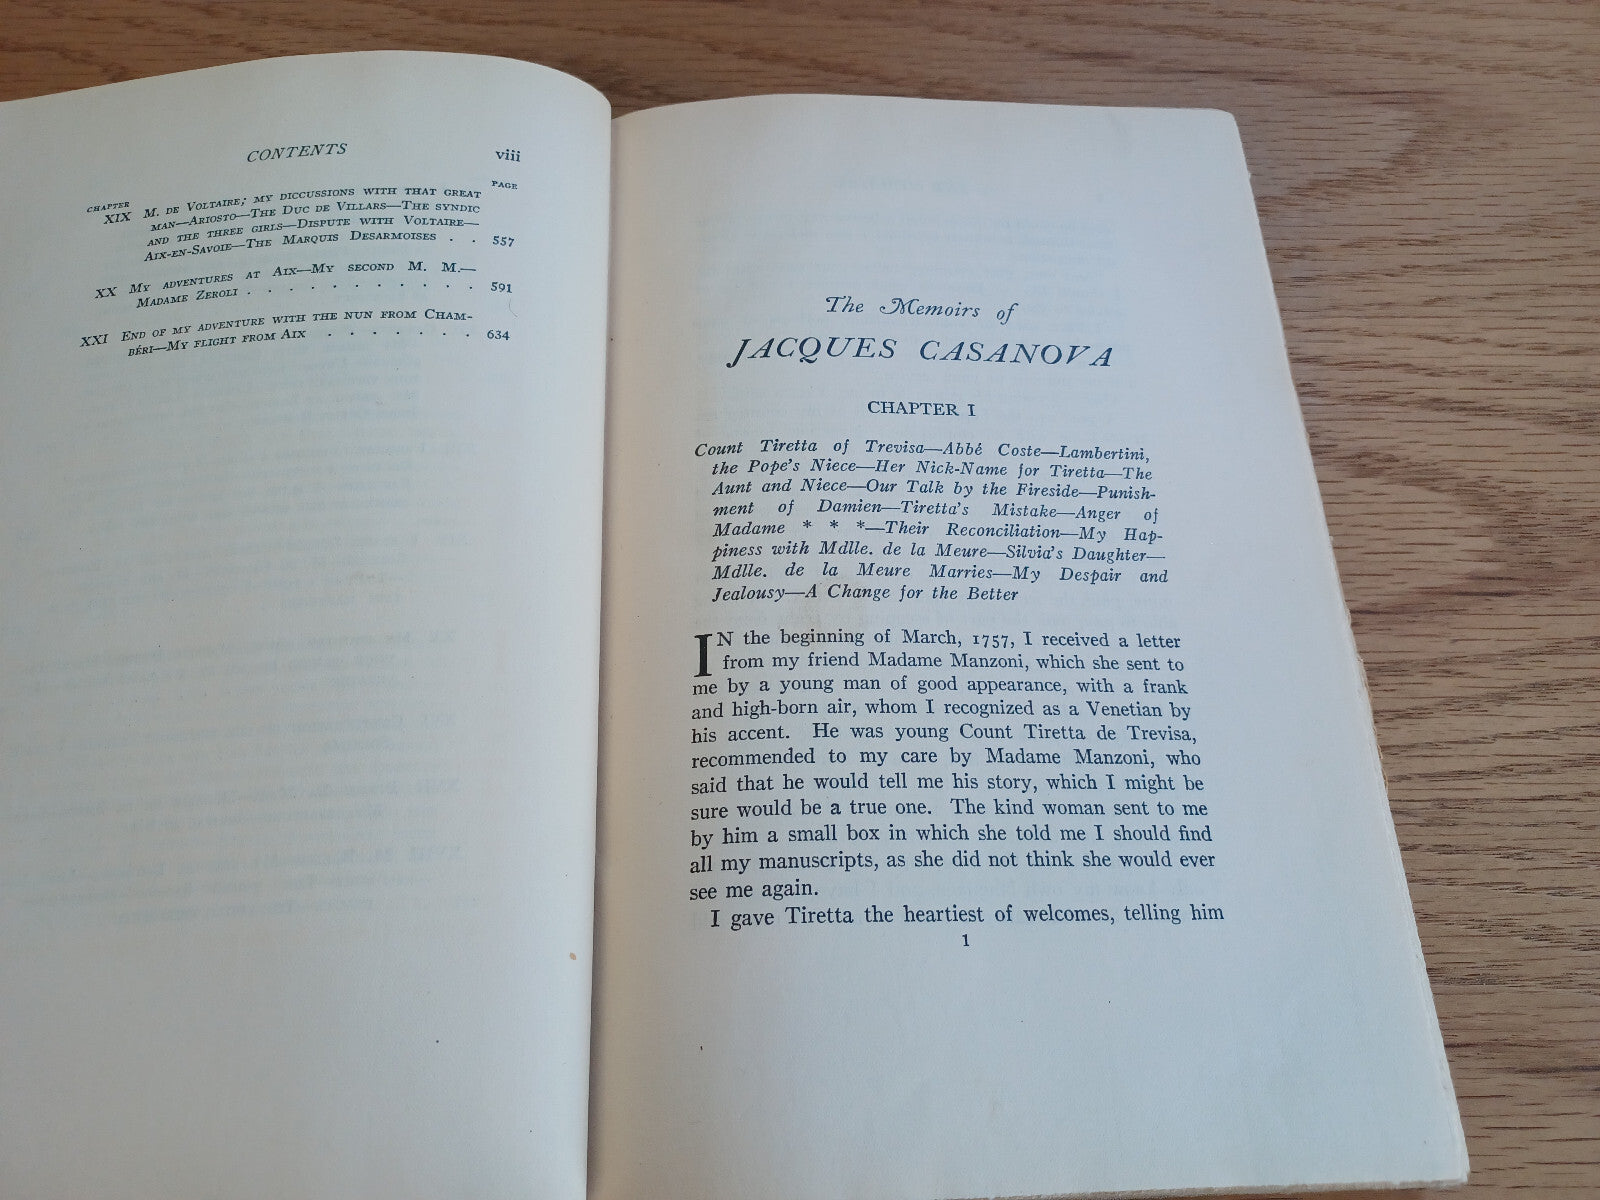 CONTENTS viii
CHAPTER PAGE
XIX M. DE VOLTAIRE; MY DICCUSSIONS WITH THAT GREAT
MAN—ARIOSTO—THE DUC DE VILLARS—THE SYNDIC
AND THE THREE GIRLS—DISPUTE WITH VOLTAIRE—
AIX-EN-SAVOIE—THE MARQUIS DESARMOISES . . 557
XX MY ADVENTURES AT AIX—MY SECOND M. M.—
MADAME ZEROLI . . . . . . . . . . . 591
XXI END OF MY ADVENTURE WITH THE NUN FROM CHAM-
BÉRI—MY FLIGHT FROM AIX . . . . . . . 634
The Memoirs of
JACQUES CASANOVA
CHAPTER I
Count Tiretta of Trevisa—Abbé Coste—Lambertini,
the Pope's Niece—Her Nick-Name for Tiretta—The
Aunt and Niece—Our Talk by the Fireside—Punish-
ment of Damien—Tiretta's Mistake—Anger of
Madame * * *—Their Reconciliation—My Hap-
piness with Mdlle. de la Meure—Silvia's Daughter—
Mdlle. de la Meure Marries—My Despair and
Jealousy—A Change for the Better
IN the beginning of March, 1757, I received a letter
from my friend Madame Manzoni, which she sent to
me by a young man of good appearance, with a frank
and high-born air, whom I recognized as a Venetian by
his accent. He was young Count Tiretta de Trevisa,
recommended to my care by Madame Manzoni, who
said that he would tell me his story, which I might be
sure would be a true one. The kind woman sent to me
by him a small box in which she told me I should find
all my manuscripts, as she did not think she would ever
see me again.
I gave Tiretta the heartiest of welcomes, telling him
1